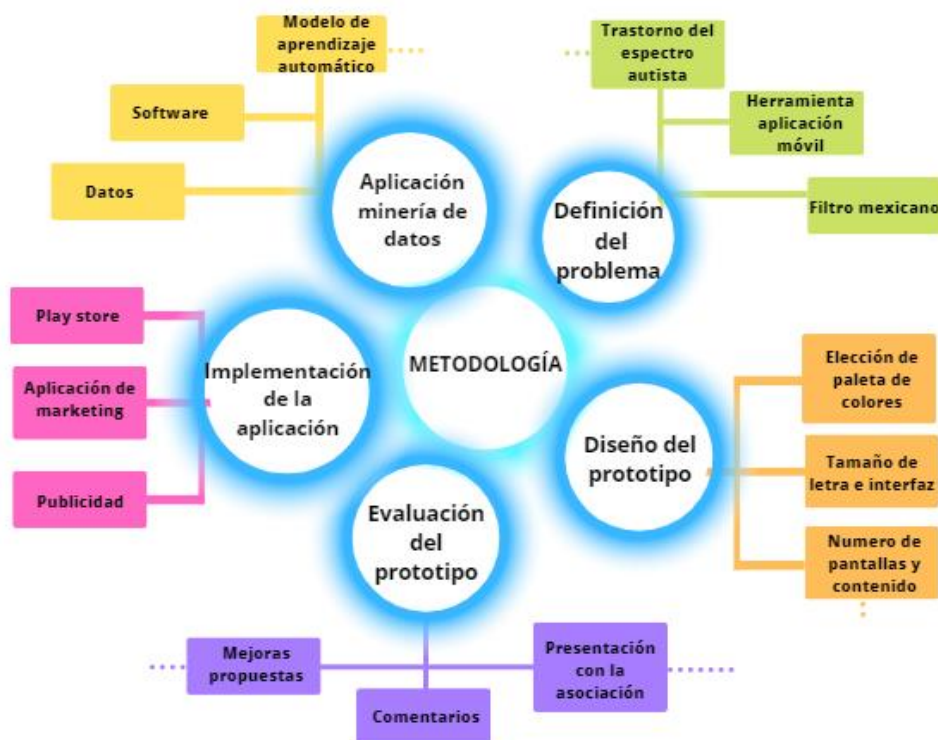 Modelo de
aprendizaje
automático
Software
Datos
Aplicación
minería de
datos
Trastorno del
espectro
autista
Herramienta
aplicación
móvil
Filtro mexicano
Definición
del
problema
METODOLOGÍA
Play store
Aplicación de
marketing
Publicidad
Implementación
de la
aplicación
Diseño del
prototipo
Elección de
paleta de
colores
Tamaño de
letra e interfaz
Numero de
pantallas y
contenido
Evaluación
del
prototipo
Mejoras
propuestas
Comentarios
Presentación
con la
asociación